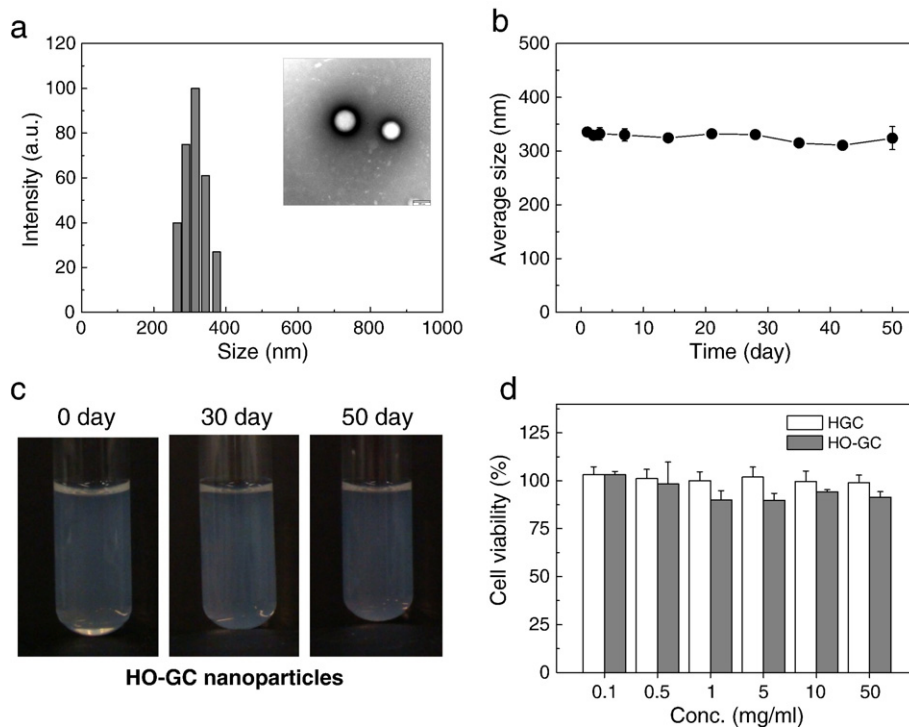 a
120
100
80
60
40
20
0
Intensity (a.u.)
0 200 400 600 800 1000
Size (nm)
b
500
400
300
200
100
0
Average size (nm)
0 10 20 30 40 50
Time (day)
c
0 day 30 day 50 day
HO-GC nanoparticles
d
HGC
HO-GC
125
100
75
50
25
0
Cell viability (%)
0.1 0.5 1 5 10 50
Conc. (mg/ml)